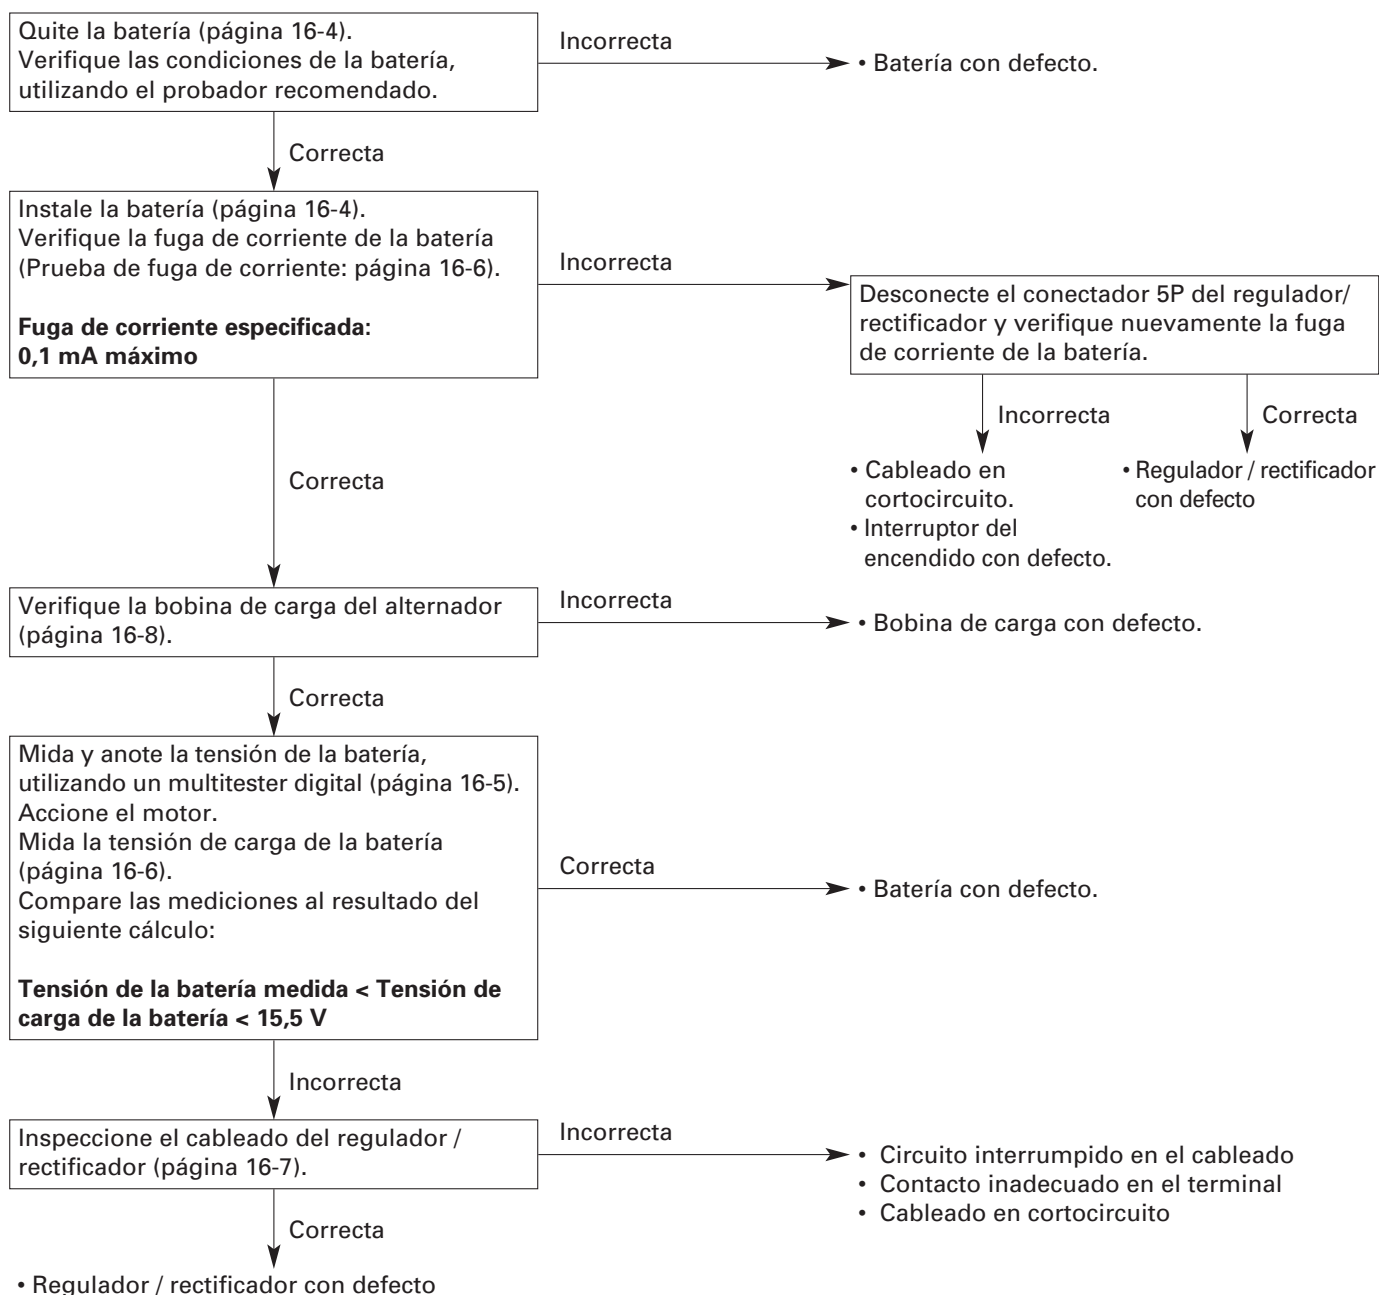 Quite la batería (página 16-4).
Verifique las condiciones de la batería,
utilizando el probador recomendado.
Incorrecta
• Batería con defecto.
Correcta
Instale la batería (página 16-4).
Verifique la fuga de corriente de la batería
(Prueba de fuga de corriente: página 16-6).
Fuga de corriente especificada:
0,1 mA máximo
Incorrecta
Desconecte el conectador 5P del regulador/
rectificador y verifique nuevamente la fuga
de corriente de la batería.
Incorrecta
Correcta
• Cableado en
cortocircuito.
• Interruptor del
encendido con defecto.
• Regulador / rectificador
con defecto
Correcta
Verifique la bobina de carga del alternador
(página 16-8).
Incorrecta
• Bobina de carga con defecto.
Correcta
Mida y anote la tensión de la batería,
utilizando un multitester digital (página 16-5).
Accione el motor.
Mida la tensión de carga de la batería
(página 16-6).
Compare las mediciones al resultado del
siguiente cálculo:
Tensión de la batería medida < Tensión de
carga de la batería < 15,5 V
Correcta
• Batería con defecto.
Incorrecta
Inspeccione el cableado del regulador /
rectificador (página 16-7).
Incorrecta
• Circuito interrumpido en el cableado
• Contacto inadecuado en el terminal
• Cableado en cortocircuito
Correcta
• Regulador / rectificador con defecto